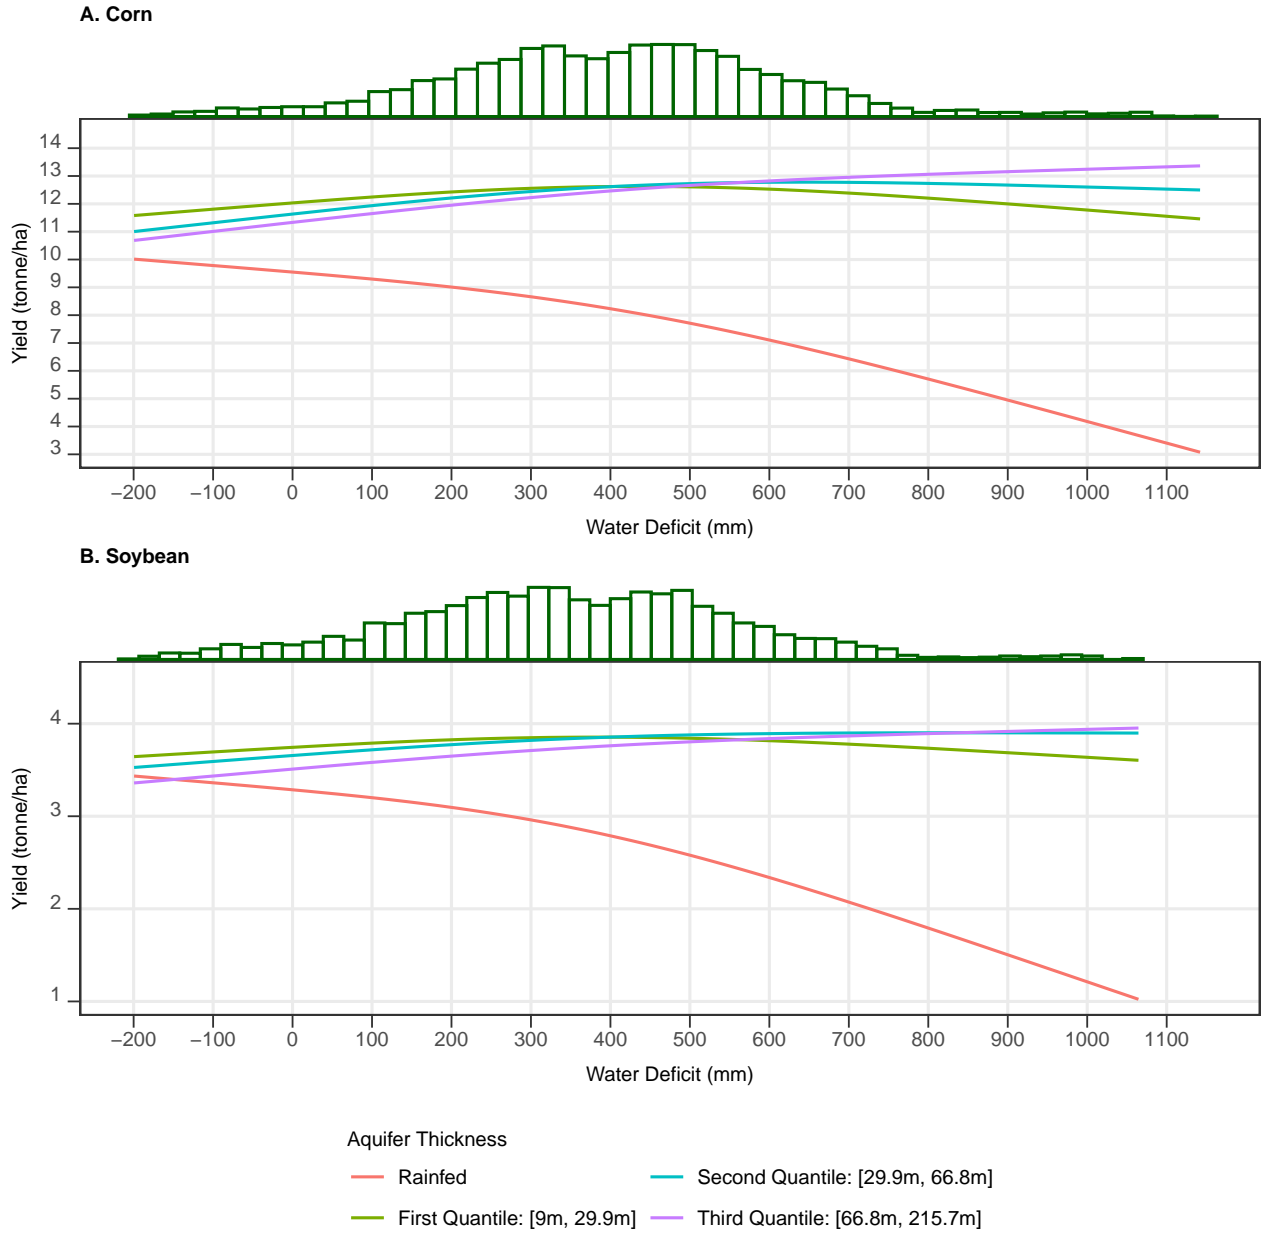 A. Corn
14
13
12
11
10
9
8
7
6
5
4
3
Yield (tonne/ha)
−200 −100 0 100 200 300 400 500 600 700 800 900 1000 1100
Water Deficit (mm)
B. Soybean
4
3
2
1
Yield (tonne/ha)
−200 −100 0 100 200 300 400 500 600 700 800 900 1000 1100
Water Deficit (mm)
Aquifer Thickness
Rainfed
Second Quantile: [29.9m, 66.8m]
First Quantile: [9m, 29.9m]
Third Quantile: [66.8m, 215.7m]